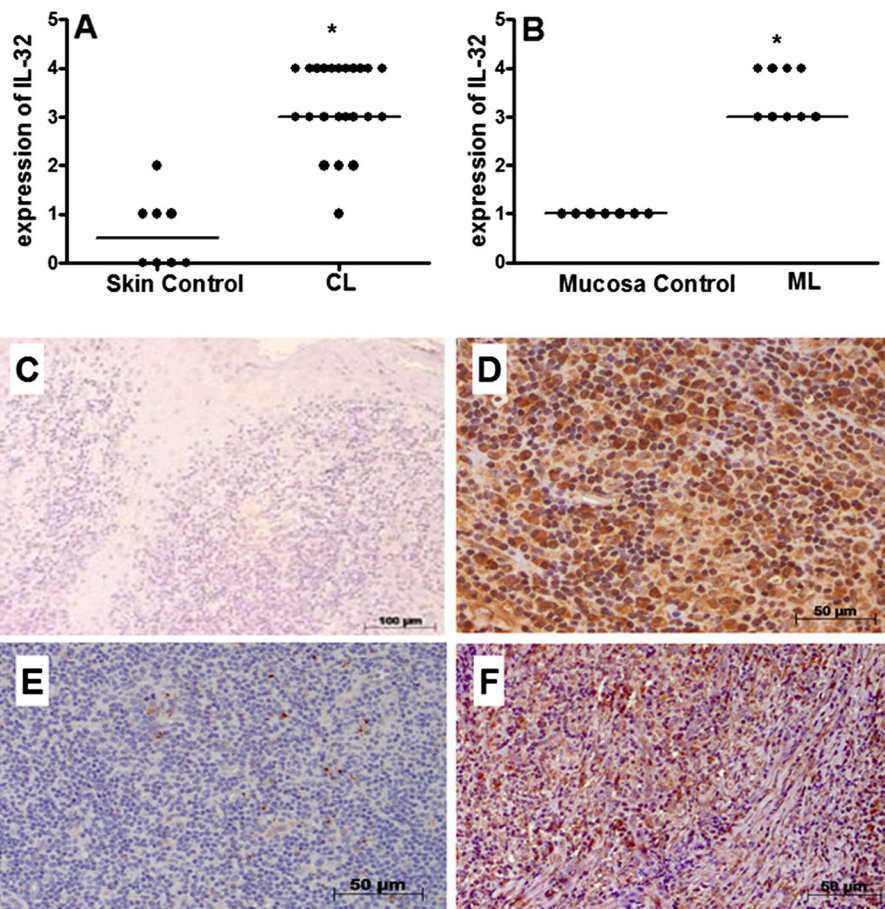 A
5
4
3
2
1
0
expression of IL-32
*
Skin Control
CL
B
5
4
3
2
1
0
expression of IL-32
*
Mucosa Control
ML
C
100 µm
D
50 µm
E
50 µm
F
50 µm